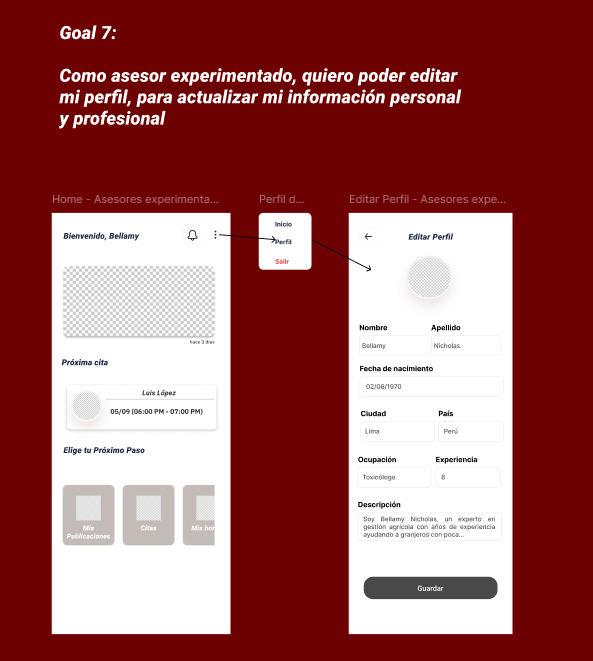 Goal 7:
Como asesor experimentado, quiero poder editar
mi perfil, para actualizar mi información personal
y profesional
Home - Asesores experimenta...
Perfil d...
Editar Perfil - Asesores expe...
Bienvenido, Bellamy
hace 3 días
Próxima cita
Luis López
05/09 (06:00 PM - 07:00 PM)
Elige tu Próximo Paso
Mis
Publicaciones
Citas
Mis hor
Inicio
Perfil
Salir
Editar Perfil
Nombre
Apellido
Bellamy
Nicholas
Fecha de nacimiento
02/06/1970
Ciudad
País
Lima
Perú
Ocupación
Experiencia
Toxicólogo
8
Descripción
Soy Bellamy Nicholas, un experto en
gestión agrícola con años de experiencia
ayudando a granjeros con poca...
Guardar